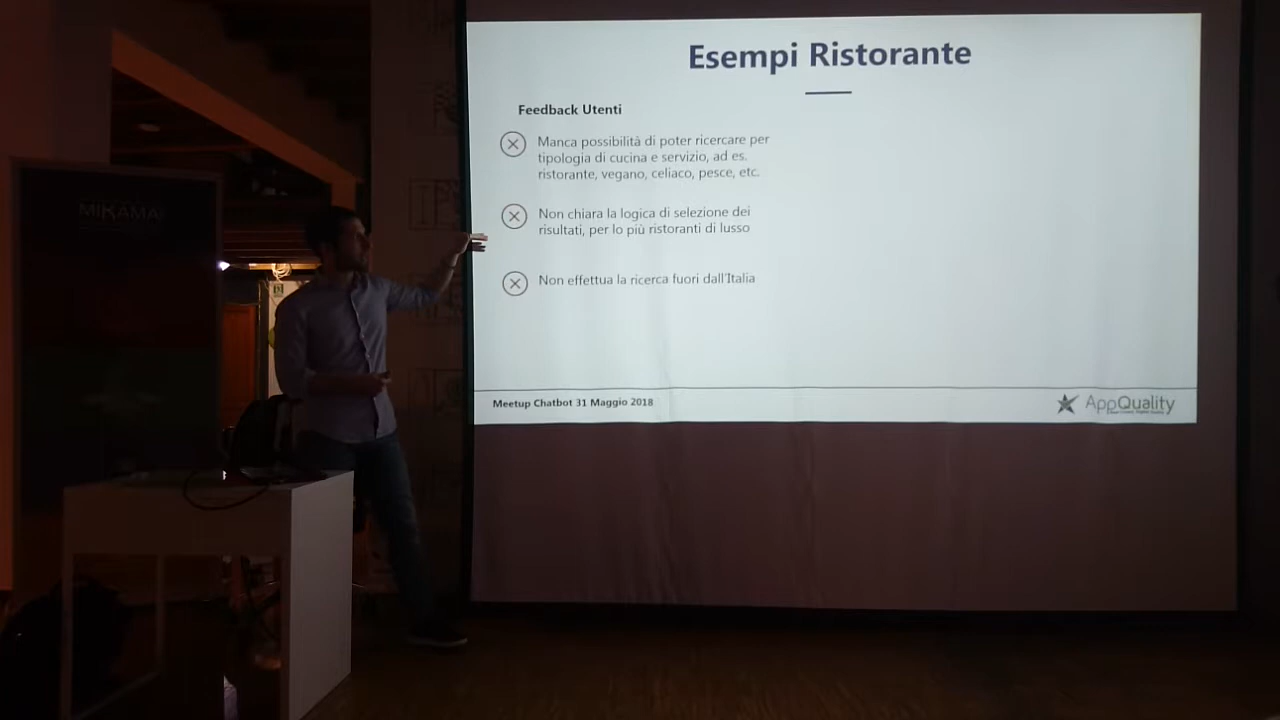 Esempi Ristorante
Feedback Utenti
Manca possibilità di poter ricercare per
tipologia di cucina e servizio, ad es.
ristorante, vegano, celiaco, pesce, etc.
Non chiara la logica di selezione dei
risultati, per lo più ristoranti di lusso
Non effettua la ricerca fuori dall'Italia
Meetup Chatbot 31 Maggio 2018
AppQuality
MIRAMA